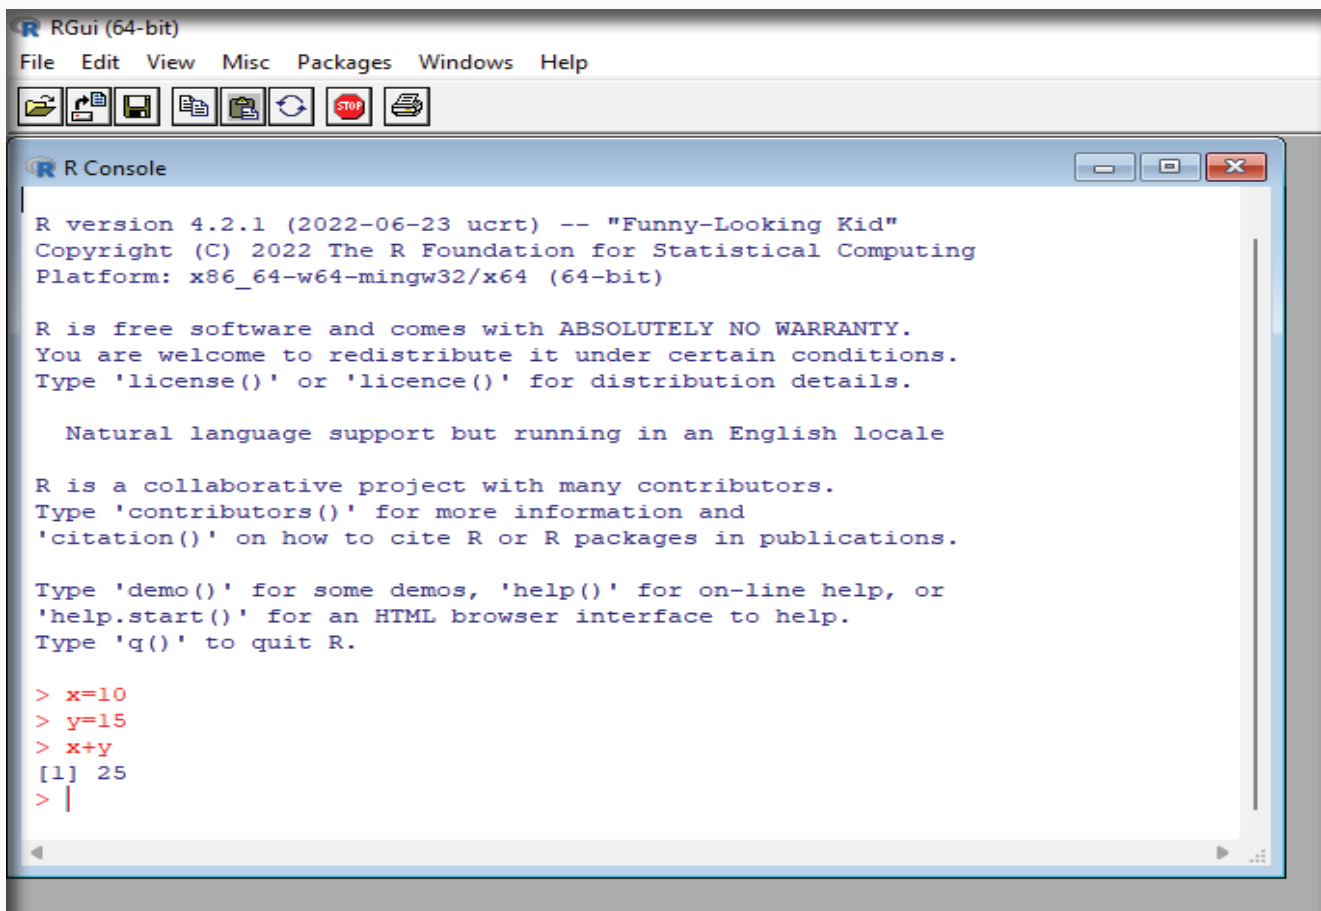 RGui (64-bit)
File Edit View Misc Packages Windows Help
STOP
R Console
R version 4.2.1 (2022-06-23 ucrt) -- "Funny-Looking Kid"
Copyright (C) 2022 The R Foundation for Statistical Computing
Platform: x86_64-w64-mingw32/x64 (64-bit)
R is free software and comes with ABSOLUTELY NO WARRANTY.
You are welcome to redistribute it under certain conditions.
Type 'license()' or 'licence()' for distribution details.
Natural language support but running in an English locale
R is a collaborative project with many contributors.
Type 'contributors()' for more information and
'citation()' on how to cite R or R packages in publications.
Type 'demo()' for some demos, 'help()' for on-line help, or
'help.start()' for an HTML browser interface to help.
Type 'q()' to quit R.
> x=10
> y=15
> x+y
[1] 25
>